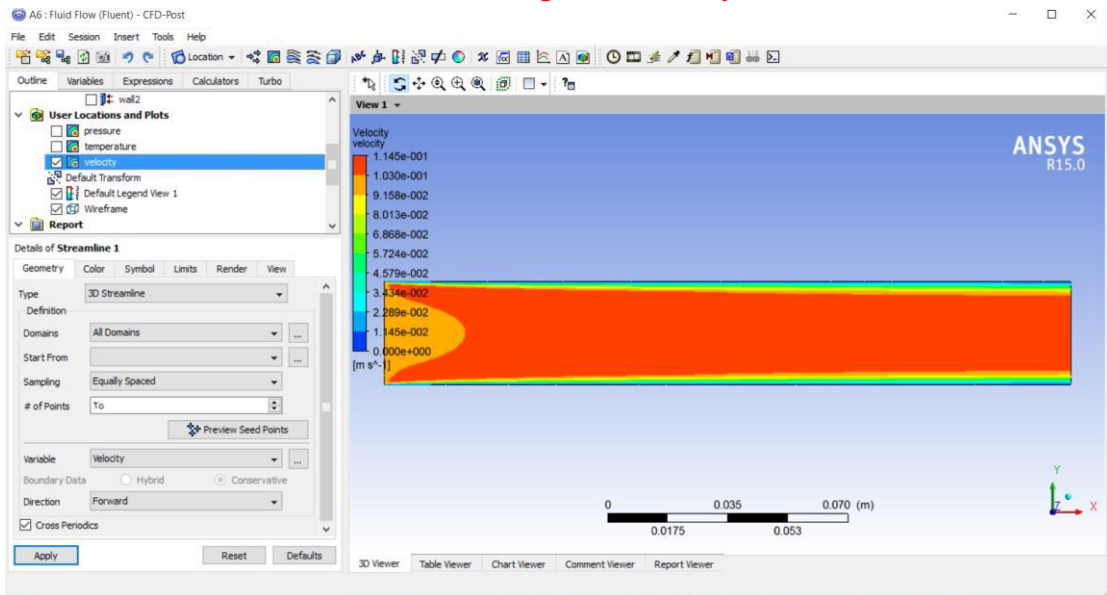 A6 : Fluid Flow (Fluent) - CFD-Post
File Edit Session Insert Tools Help
Location
Outline Variables Expressions Calculators Turbo
wall2
User Locations and Plots
pressure
temperature
velocity
Default Transform
Default Legend View 1
Wireframe
Report
Details of Streamline 1
Geometry Color Symbol Limits Render View
Type 3D Streamline
Definition
Domains All Domains ...
Start From ...
Sampling Equally Spaced
# of Points ٢٥
Preview Seed Points
Variable Velocity ...
Boundary Data Hybrid Conservative
Direction Forward
Cross Periodics
Apply Reset Defaults
View 1
Velocity
velocity
1.145e-001
1.030e-001
9.158e-002
8.013e-002
6.868e-002
5.724e-002
4.579e-002
3.434e-002
2.289e-002
1.145e-002
0.000e+000
[m s^-1]
ANSYS
R15.0
0 0.035 0.070 (m)
0.0175 0.053
Y
Z X
3D Viewer Table Viewer Chart Viewer Comment Viewer Report Viewer